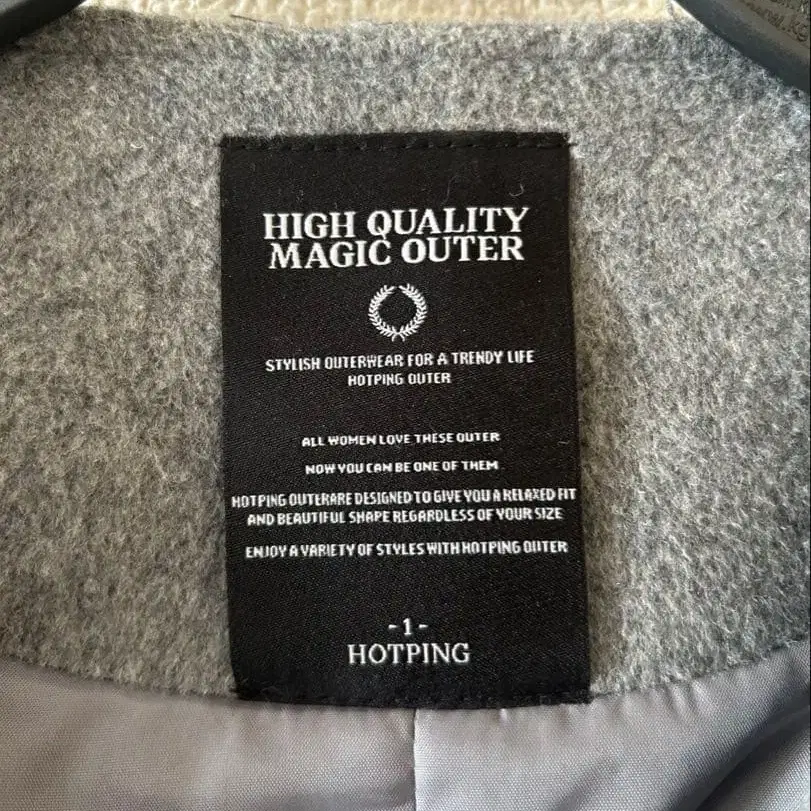 HIGH QUALITY
MAGIC OUTER
STYLISH OUTERWEAR FOR A TRENDY LIFE
HOTPING OUTER
ALL WOMEN LOVE THESE OUTER
NOW YOU CAN BE ONE OF THEM
HOTPING OUTERARE DESIGNED TO GIVE YOU A RELAXED FIT
AND BEAUTIFUL SHAPE REGARDLESS OF YOUR SIZE
ENJOY A VARIETY OF STYLES WITH HOTPING OUTER
-1-
HOTPING